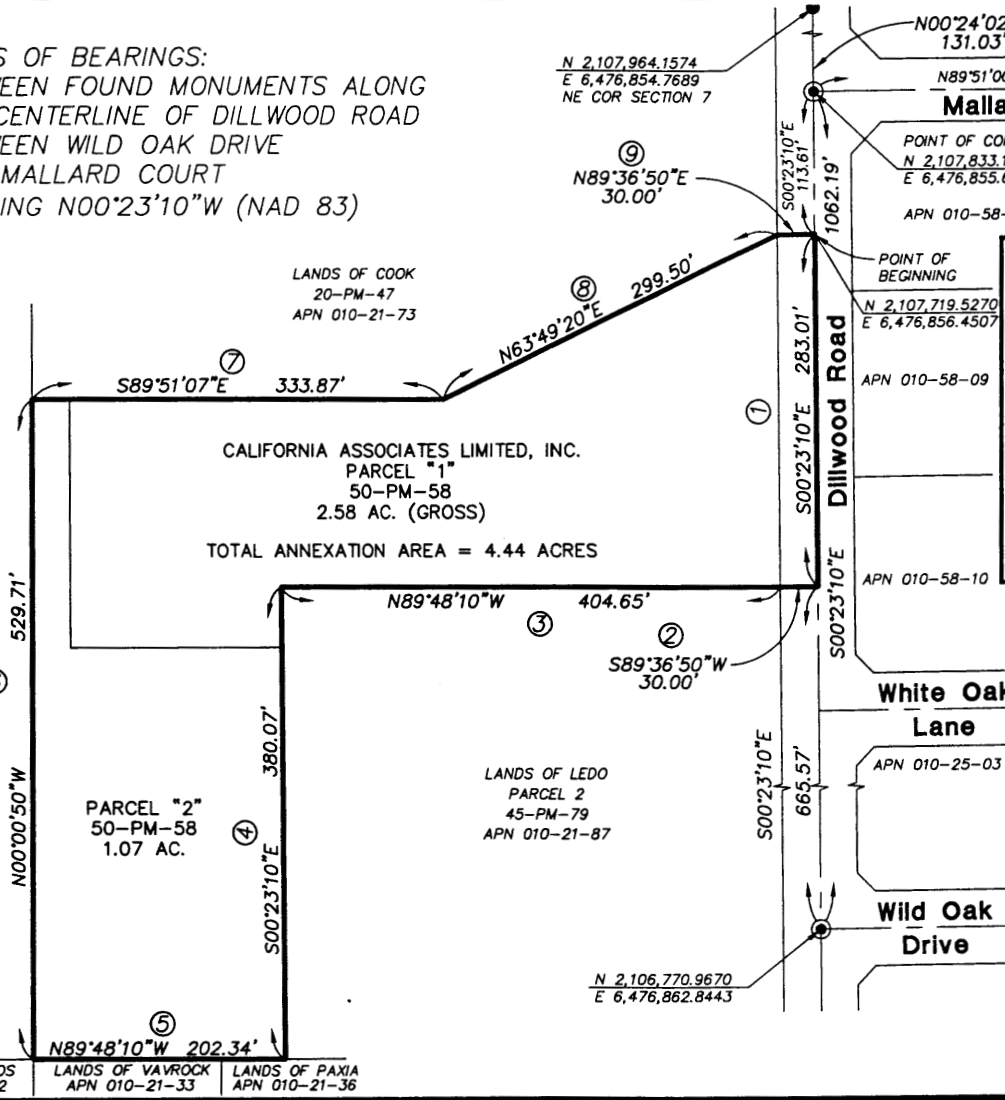 S OF BEARINGS:
EEN FOUND MONUMENTS ALONG
CENTERLINE OF DILLWOOD ROAD
EEN WILD OAK DRIVE
MALLARD COURT
ING N00°23'10"W (NAD 83)
N 2,107,964.1574
E 6,476,854.7689
NE COR SECTION 7
N00°24'02
131.03'
N89°51'06
Malla
POINT OF CO
N 2,107,833.1
E 6,476,855.6
APN 010-58-
S00°23'10"E
113.61'
1062.19'
9
N89°36'50"E
30.00'
POINT OF
BEGINNING
N 2,107,719.5270
E 6,476,856.4507
LANDS OF COOK
20-PM-47
APN 010-21-73
8
N63°49'20"E 299.50'
7
S89°51'07"E 333.87'
1
S00°23'10"E 283.01'
Dillwood Road
APN 010-58-09
CALIFORNIA ASSOCIATES LIMITED, INC.
PARCEL "1"
50-PM-58
2.58 AC. (GROSS)
TOTAL ANNEXATION AREA = 4.44 ACRES
APN 010-58-10
S00°23'10"E
N89°48'10"W 404.65'
3
2
S89°36'50"W
30.00'
White Oak
Lane
APN 010-25-03
N00°00'50"W 529.71'
PARCEL "2"
50-PM-58
1.07 AC.
4
S00°23'10"E 380.07'
LANDS OF LEDO
PARCEL 2
45-PM-79
APN 010-21-87
S00°23'10"E
665.57'
Wild Oak
Drive
N 2,106,770.9670
E 6,476,862.8443
5
N89°48'10"W 202.34'
DS
2
LANDS OF VAVROCK
APN 010-21-33
LANDS OF PAXIA
APN 010-21-36